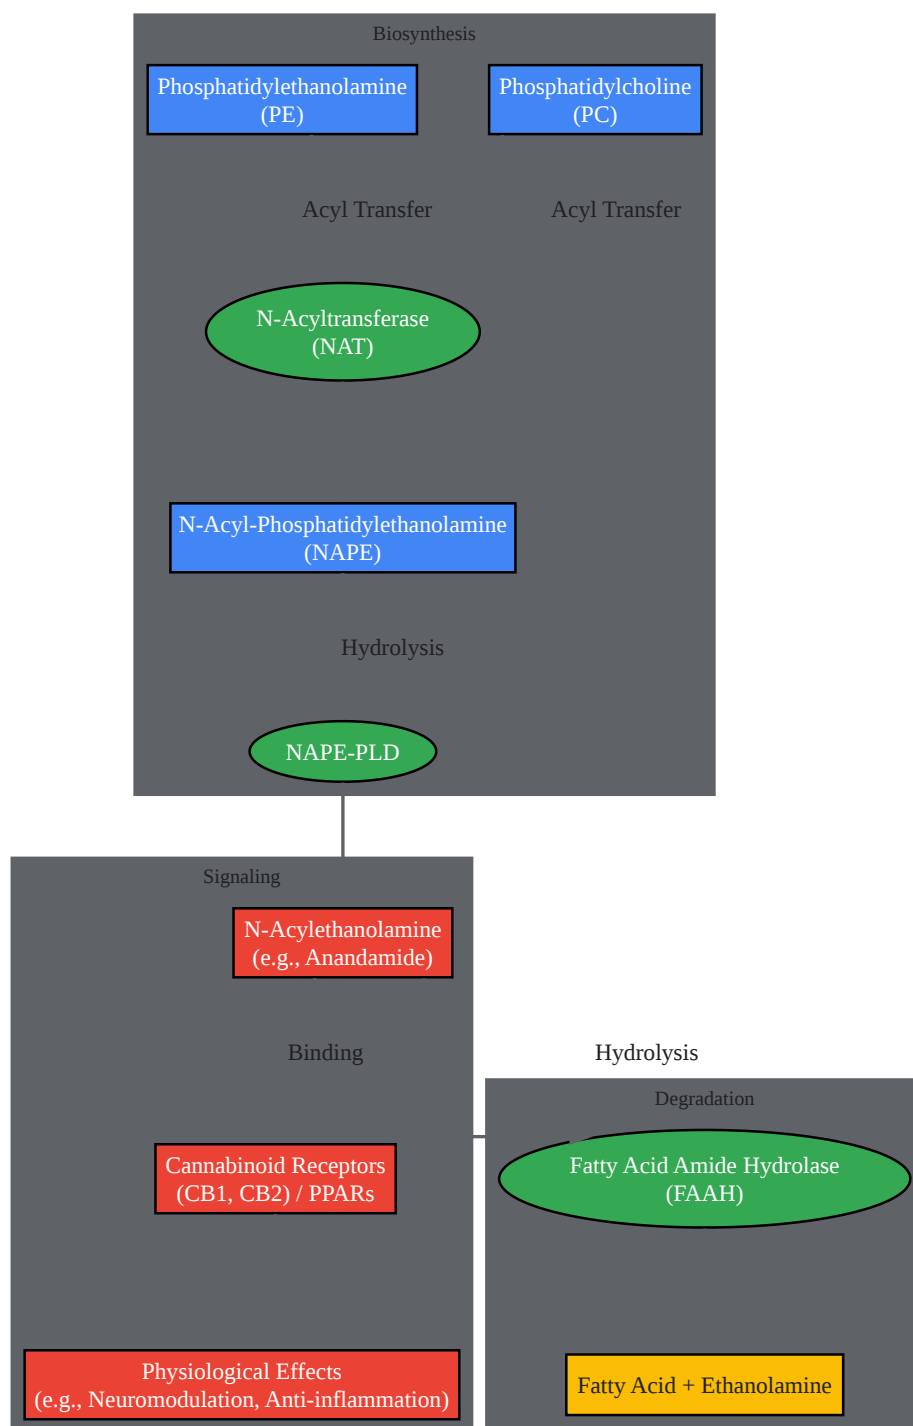 Biosynthesis
Phosphatidylethanolamine
(PE)
Phosphatidylcholine
(PC)
Acyl Transfer
Acyl Transfer
N-Acyltransferase
(NAT)
N-Acyl-Phosphatidylethanolamine
(NAPE)
Hydrolysis
NAPE-PLD
Signaling
N-Acylethanolamine
(e.g., Anandamide)
Binding
Hydrolysis
Degradation
Cannabinoid Receptors
(CB1, CB2) / PPARs
Fatty Acid Amide Hydrolase
(FAAH)
Physiological Effects
(e.g., Neuromodulation, Anti-inflammation)
Fatty Acid + Ethanolamine